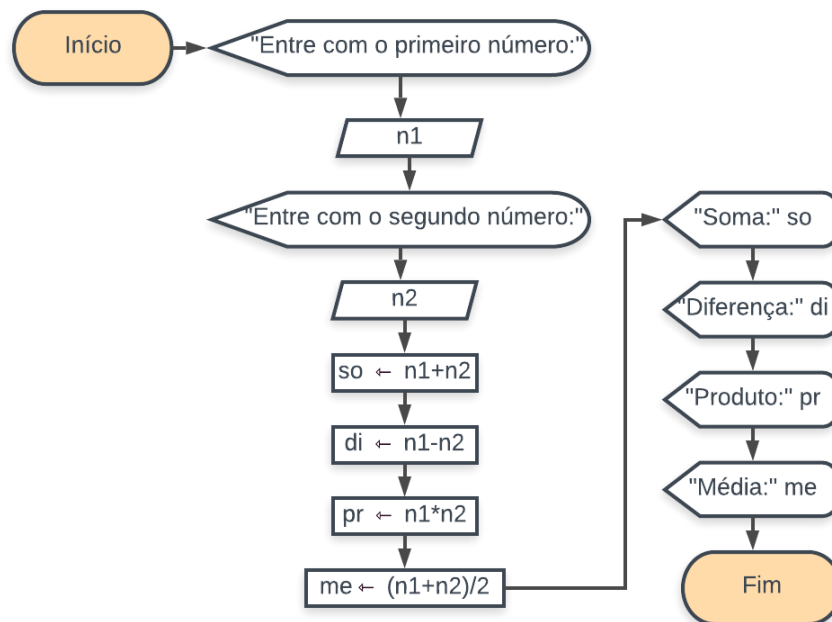 Início
"Entre com o primeiro número:"
n1
"Entre com o segundo número:"
n2
so ← n1+n2
di ← n1-n2
pr ← n1*n2
me ← (n1+n2)/2
"Soma:" so
"Diferença:" di
"Produto:" pr
"Média:" me
Fim